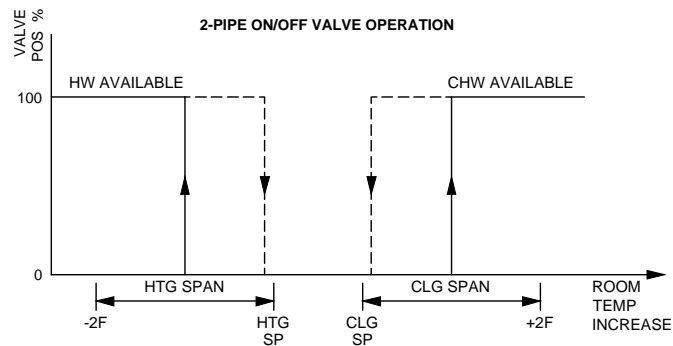 2-PIPE ON/OFF VALVE OPERATION
VALVE
POS %
HW AVAILABLE
CHW AVAILABLE
100
0
HTG SPAN
CLG SPAN
ROOM
TEMP
INCREASE
-2F
HTG
SP
CLG
SP
+2F